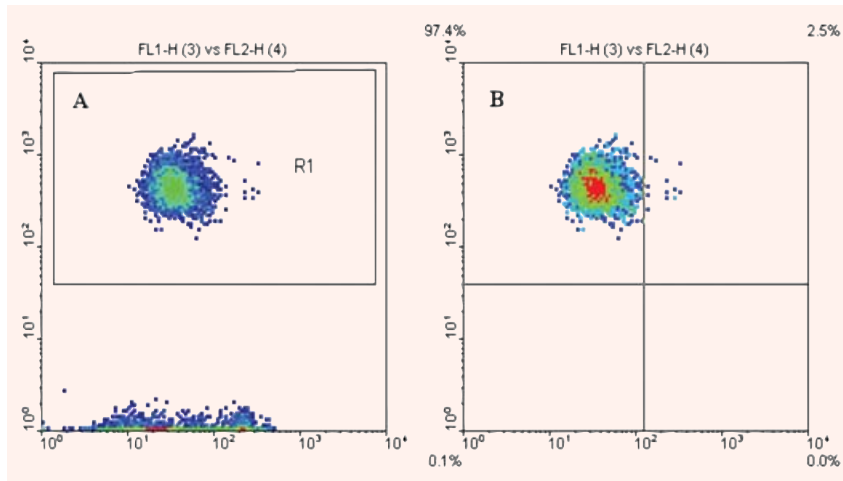 97.4% 2.5%
FL1-H (3) vs FL2-H (4) FL1-H (3) vs FL2-H (4)
10⁴ 10⁴
A B
10³ R1 10³
10² 10²
10¹ 10¹
10⁰ 10⁰
10⁰ 10¹ 10² 10³ 10⁴ 10⁰ 10¹ 10² 10³ 10⁴
0.1% 0.0%